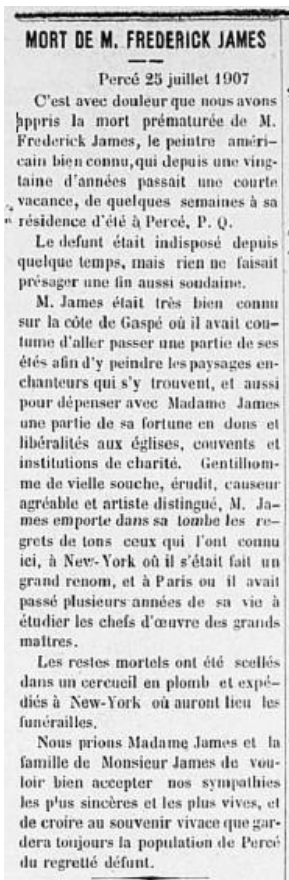 MORT DE M. FREDERICK JAMES
Percé 25 juillet 1907
C'est avec douleur que nous avons
appris la mort prématurée de M.
Frederick James, le peintre améri-
cain bien connu, qui depuis une ving-
taine d'années passait une courte
vacance, de quelques semaines à sa
résidence d'été à Percé, P. Q.
Le defunt était indisposé depuis
quelque temps, mais rien ne faisait
présager une fin aussi soudaine.
M. James était très bien connu
sur la côte de Gaspé où il avait cou-
tume d'aller passer une partie de ses
étés afin d'y peindre les paysages en-
chanteurs qui s'y trouvent, et aussi
pour dépenser avec Madame James
une partie de sa fortune en dons et
libéralités aux églises, couvents et
institutions de charité. Gentilhom-
me de vielle souche, érudit, causeur
agréable et artiste distingué, M. Ja-
mes emporte dans sa tombe les re-
grets de tons ceux qui l'ont connu
ici, à New-York où il s'était fait un
grand renom, et à Paris ou il avait
passé plusieurs années de sa vie à
étudier les chefs d'œuvre des grands
maîtres.
Les restes mortels ont été scellés
dans un cercueil en plomb et expé-
diés à New-York où auront lieu les
funérailles.
Nous prions Madame James et la
famille de Monsieur James de vou-
loir bien accepter nos sympathies
les plus sincères et les plus vives, et
de croire au souvenir vivace que gar-
dera toujours la population de Percé
du regretté défunt.